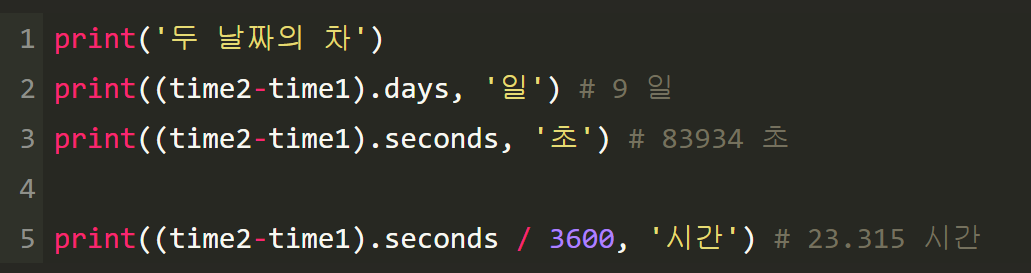 1 print('두 날짜의 차')
2 print((time2-time1).days, '일') # 9 일
3 print((time2-time1).seconds, '초') # 83934 초
4
5 print((time2-time1).seconds / 3600, '시간') # 23.315 시간